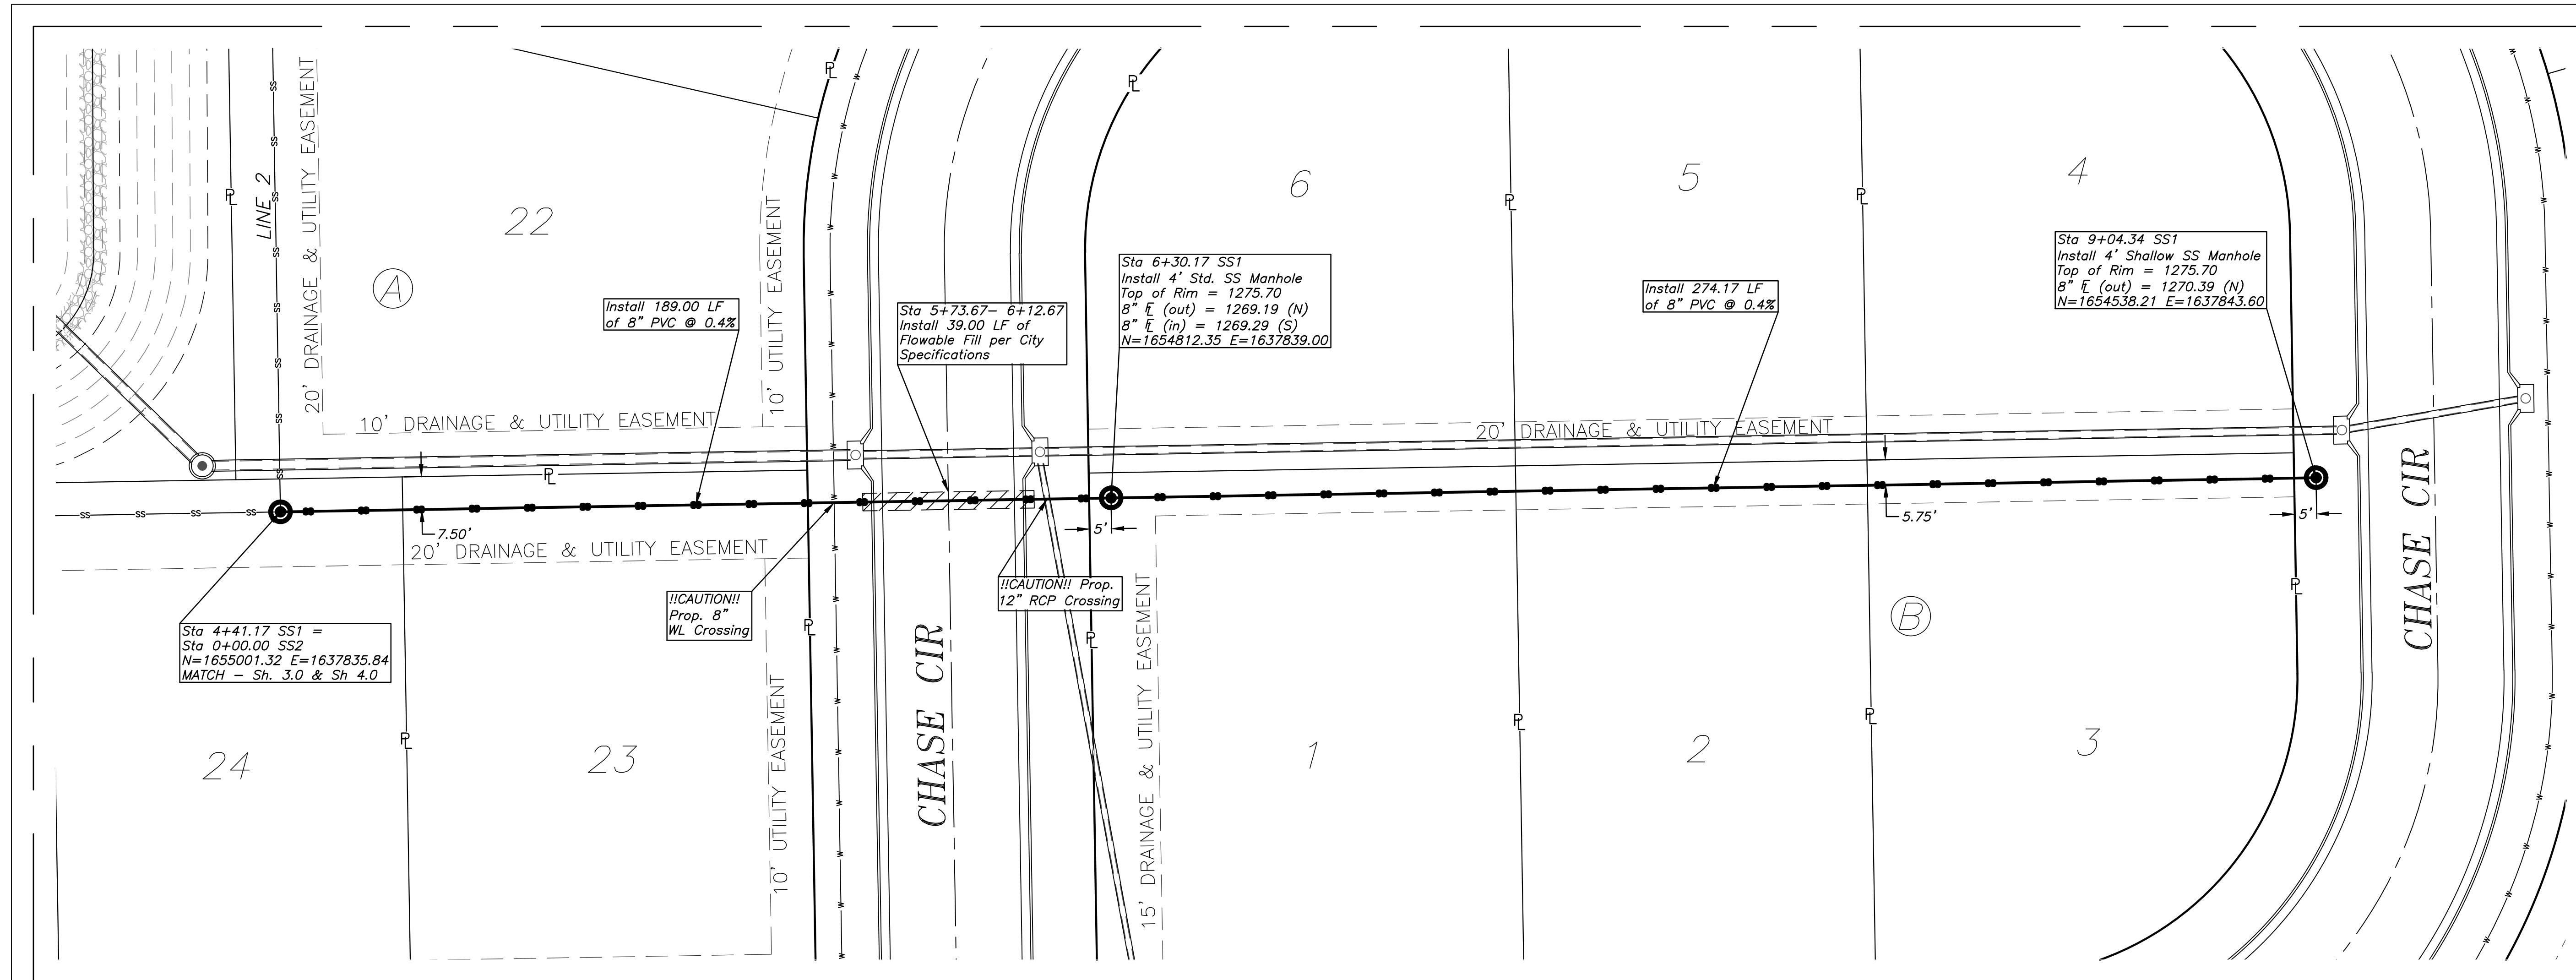 20' DRAINAGE & UTILITY EASEMENT
LINE 2
22
A
10' UTILITY EASEMENT
10' DRAINAGE & UTILITY EASEMENT
Install 189.00 LF
of 8" PVC @ 0.4%
Sta 5+73.67- 6+12.67
Install 39.00 LF of
Flowable Fill per City
Specifications
Sta 6+30.17 SS1
Install 4' Std. SS Manhole
Top of Rim = 1275.70
8" FL (out) = 1269.19 (N)
8" FL (in) = 1269.29 (S)
N=1654812.35 E=1637839.00
6
5
4
Install 274.17 LF
of 8" PVC @ 0.4%
Sta 9+04.34 SS1
Install 4' Shallow SS Manhole
Top of Rim = 1275.70
8" FL (out) = 1270.39 (N)
N=1654538.21 E=1637843.60
20' DRAINAGE & UTILITY EASEMENT
7.50'
5'
5.75'
5'
20' DRAINAGE & UTILITY EASEMENT
!!CAUTION!!
Prop. 8"
WL Crossing
!!CAUTION!! Prop.
12" RCP Crossing
Sta 4+41.17 SS1 =
Sta 0+00.00 SS2
N=1655001.32 E=1637835.84
MATCH - Sh. 3.0 & Sh 4.0
24
23
10' UTILITY EASEMENT
CHASE CIR
15' DRAINAGE & UTILITY EASEMENT
1
2
B
3
CHASE CIR